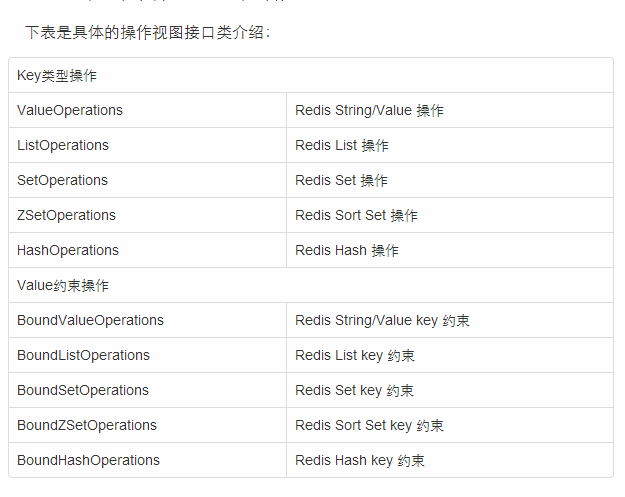 下表是具体的操作视图接口类介绍：
Key类型操作
ValueOperations Redis String/Value 操作
ListOperations Redis List 操作
SetOperations Redis Set 操作
ZSetOperations Redis Sort Set 操作
HashOperations Redis Hash 操作
Value约束操作
BoundValueOperations Redis String/Value key 约束
BoundListOperations Redis List key 约束
BoundSetOperations Redis Set key 约束
BoundZSetOperations Redis Sort Set key 约束
BoundHashOperations Redis Hash key 约束